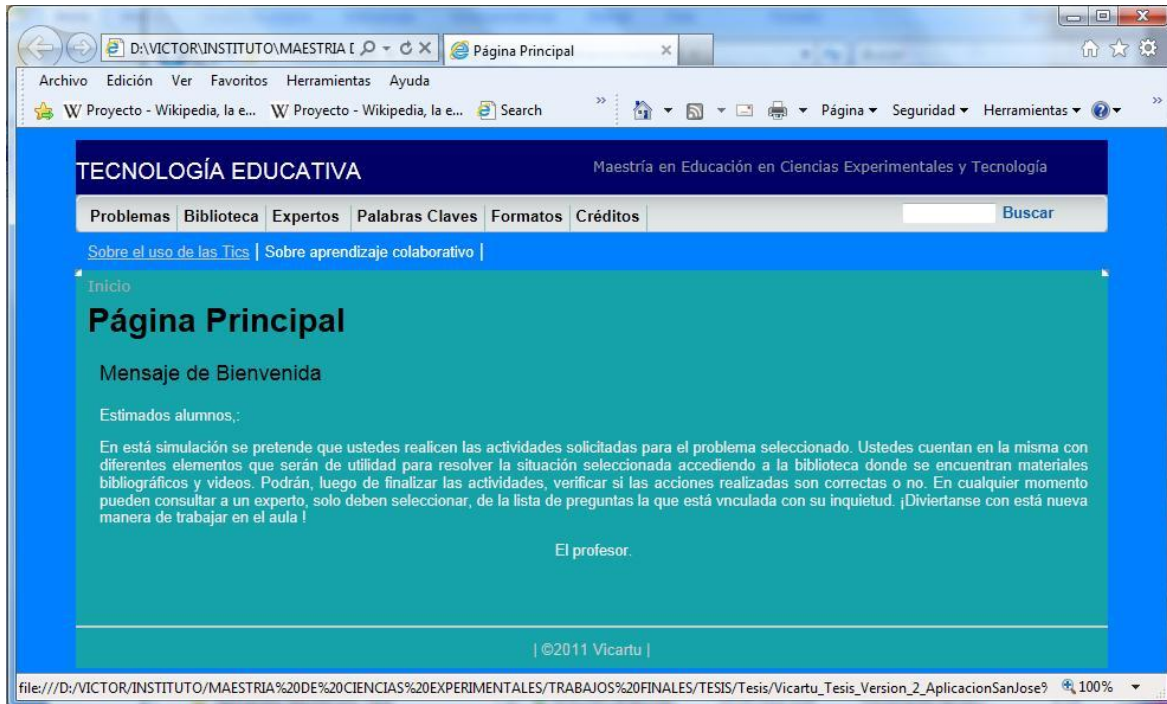 D:\VICTOR\INSTITUTO\MAESTRIA D
Página Principal
Archivo Edición Ver Favoritos Herramientas Ayuda
Proyecto - Wikipedia, la e... Proyecto - Wikipedia, la e... Search » Página Seguridad Herramientas »
TECNOLOGÍA EDUCATIVA Maestría en Educación en Ciencias Experimentales y Tecnología
Problemas Biblioteca Expertos Palabras Claves Formatos Créditos Buscar
Sobre el uso de las Tics | Sobre aprendizaje colaborativo |
Inicio
Página Principal
Mensaje de Bienvenida
Estimados alumnos,:
En está simulación se pretende que ustedes realicen las actividades solicitadas para el problema seleccionado. Ustedes cuentan en la misma con
diferentes elementos que serán de utilidad para resolver la situación seleccionada accediendo a la biblioteca donde se encuentran materiales
bibliográficos y videos. Podrán, luego de finalizar las actividades, verificar si las acciones realizadas son correctas o no. En cualquier momento
pueden consultar a un experto, solo deben seleccionar, de la lista de preguntas la que está vnculada con su inquietud. ¡Diviertanse con está nueva
manera de trabajar en el aula !
El profesor.
| ©2011 Vicartu |
file:///D:/VICTOR/INSTITUTO/MAESTRIA%20DE%20CIENCIAS%20EXPERIMENTALES/TRABAJOS%20FINALES/TESIS/Tesis/Vicartu_Tesis_Version_2_AplicacionSanJose9 100%